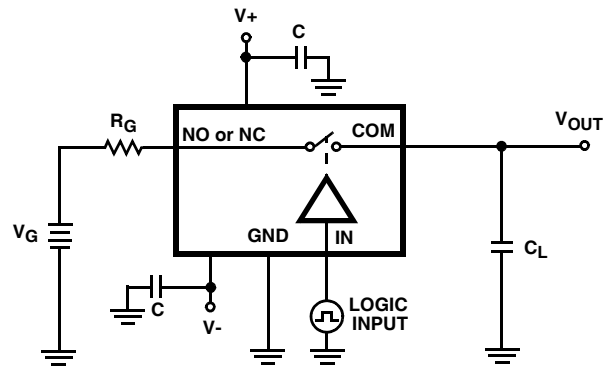 V+
C
RG
NO or NC
COM
VOUT
VG
GND
IN
CL
C
V-
LOGIC
INPUT